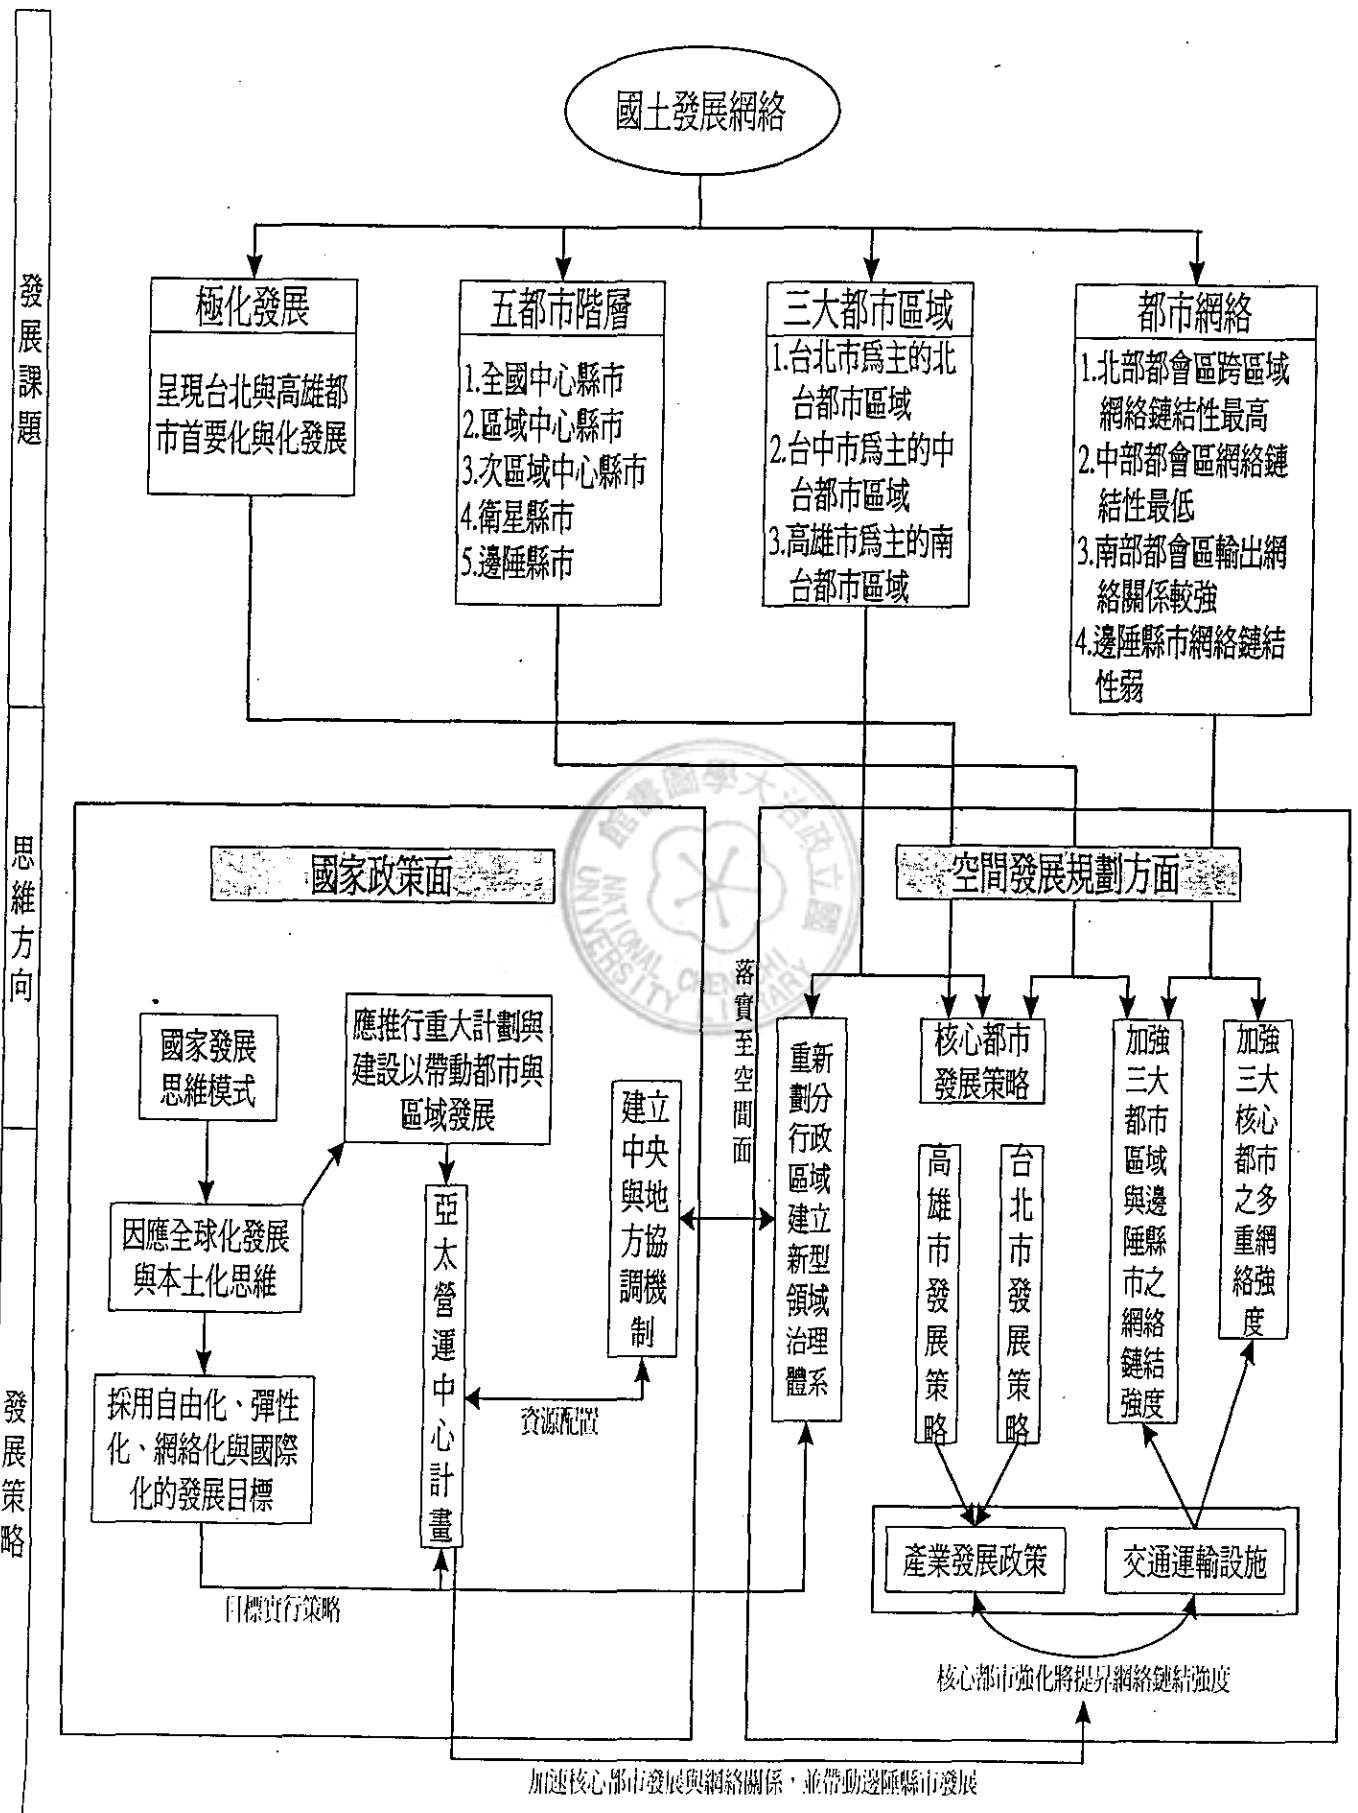 國土發展網絡
發展課題
極化發展
呈現台北與高雄都
市首要化與化發展
五都市階層
1.全國中心縣市
2.區域中心縣市
3.次區域中心縣市
4.衛星縣市
5.邊陲縣市
三大都市區域
1.台北市爲主的北
台都市區域
2.台中市爲主的中
台都市區域
3.高雄市爲主的南
台都市區域
都市網絡
1.北部都會區跨區域
網絡鏈結性最高
2.中部都會區網絡鏈
結性最低
3.南部都會區輸出網
絡關係較強
4.邊陲縣市網絡鏈結
性弱
思維方向
國家政策面
國家發展
思維模式
應推行重大計劃與
建設以帶動都市與
區域發展
因應全球化發展
與本土化思維
建立
中央
與地
方協
調機
制
亞太營運中心計畫
資源配置
發展策略
採用自由化、彈性
化、網絡化與國際
化的發展目標
目標實行策略
落實至空間面
空間發展規劃方面
重新
劃分
行政
區域
建立
新型
領域
治理
體系
核心都市
發展策略
高雄市發展策略
台北市發展策略
加強
三大
都市
區域
與邊
陲縣
市之
網絡
鏈結
強度
加強
三大
核心
都市
之多
重網
絡強
度
產業發展政策
交通運輸設施
核心都市強化將提昇網絡鏈結強度
加速核心都市發展與網絡關係，並帶動邊陲縣市發展
國立政治大學圖書館
NATIONAL CHENGCHI
UNIVERSITY LIBRARY